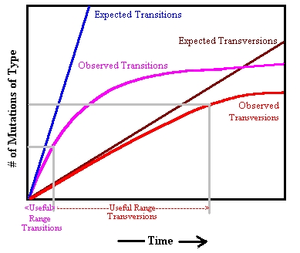 Expected Transitions
Expected Transversions
Observed Transitions
Observed
Transversions
# of Mutations of Type
<Useful>
Range
Transitions
<--------------Useful Range--------------->
Transversions
Time